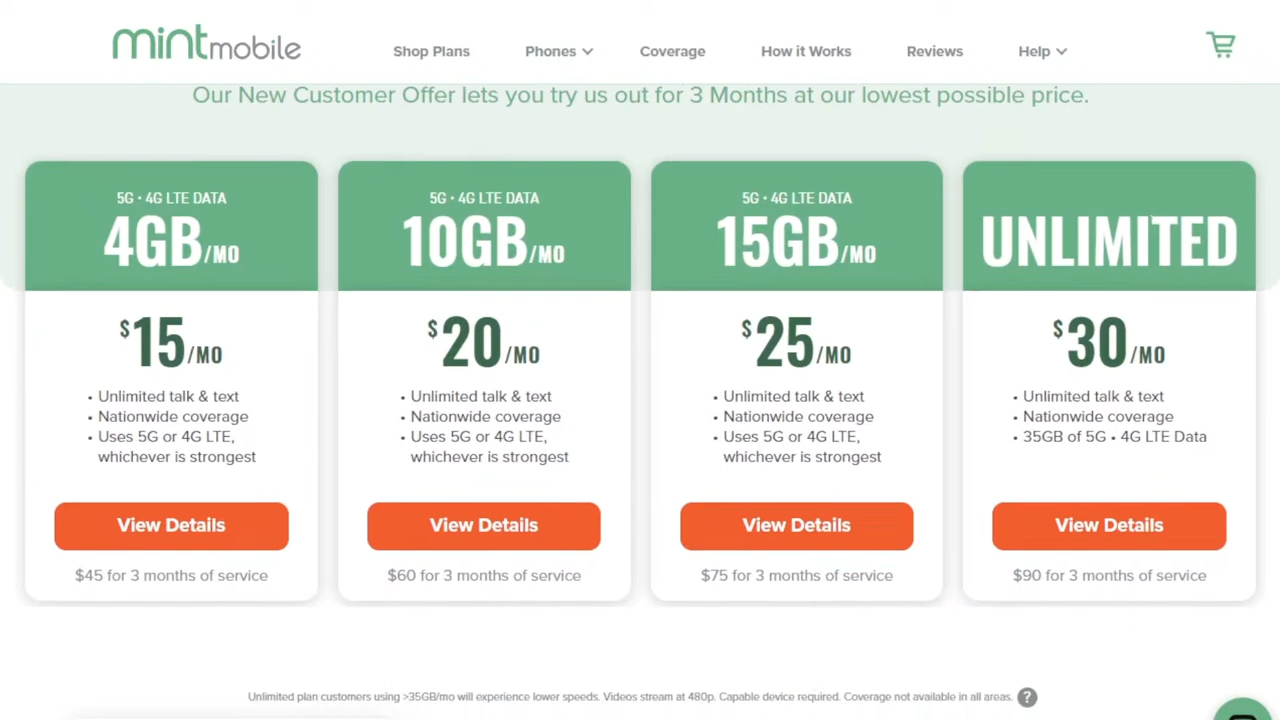 mintmobile
Shop Plans
Phones
Coverage
How it Works
Reviews
Help
Our New Customer Offer lets you try us out for 3 Months at our lowest possible price.
5G • 4G LTE DATA
4GB/MO
$15/MO
• Unlimited talk & text
• Nationwide coverage
• Uses 5G or 4G LTE,
whichever is strongest
View Details
$45 for 3 months of service
5G • 4G LTE DATA
10GB/MO
$20/MO
• Unlimited talk & text
• Nationwide coverage
• Uses 5G or 4G LTE,
whichever is strongest
View Details
$60 for 3 months of service
5G • 4G LTE DATA
15GB/MO
$25/MO
• Unlimited talk & text
• Nationwide coverage
• Uses 5G or 4G LTE,
whichever is strongest
View Details
$75 for 3 months of service
UNLIMITED
$30/MO
• Unlimited talk & text
• Nationwide coverage
• 35GB of 5G • 4G LTE Data
View Details
$90 for 3 months of service
Unlimited plan customers using >35GB/mo will experience lower speeds. Videos stream at 480p. Capable device required. Coverage not available in all areas. ?